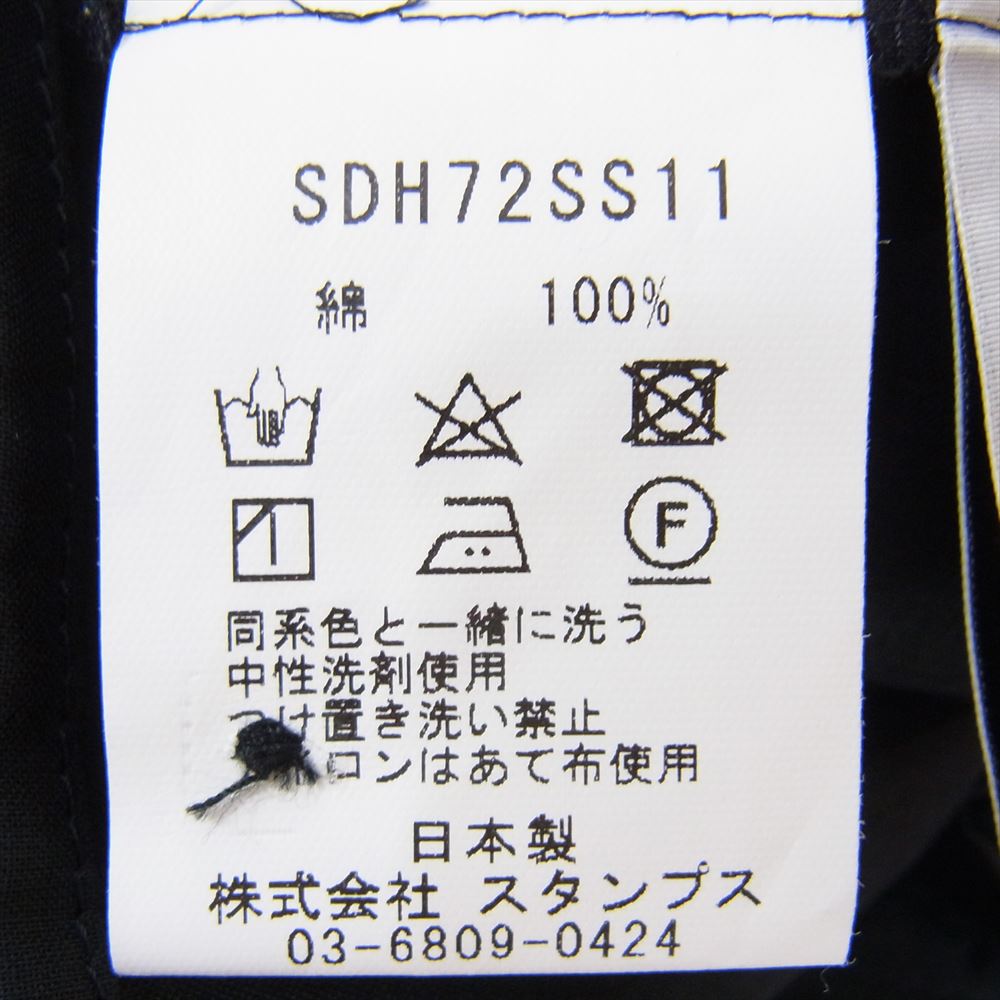 SDH72SS11
綿 100%
F
同系色と一緒に洗う
中性洗剤使用
つけ置き洗い禁止
ロンはあて布使用
日本製
株式会社 スタンプス
03-6809-0424